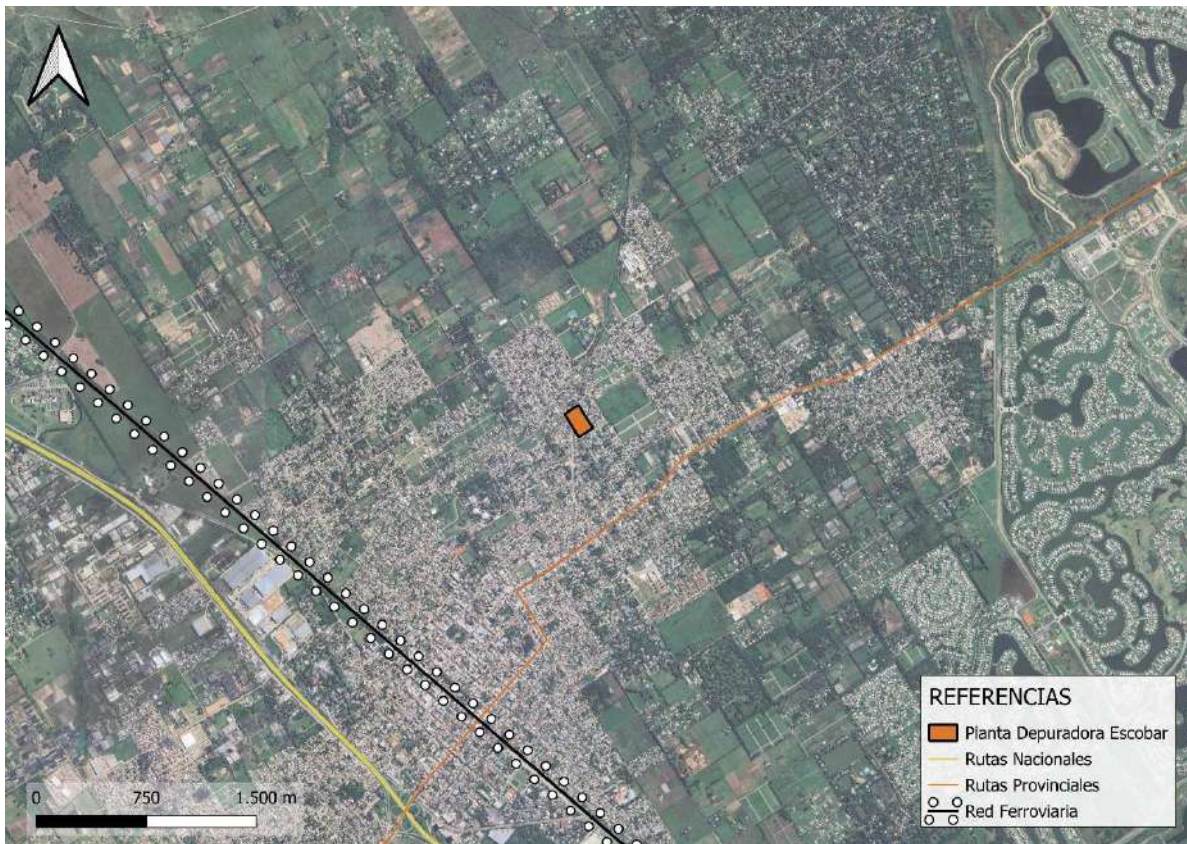 REFERENCIAS
Planta Depuradora Escobar
Rutas Nacionales
Rutas Provinciales
Red Ferroviaria
0 750 1.500 m